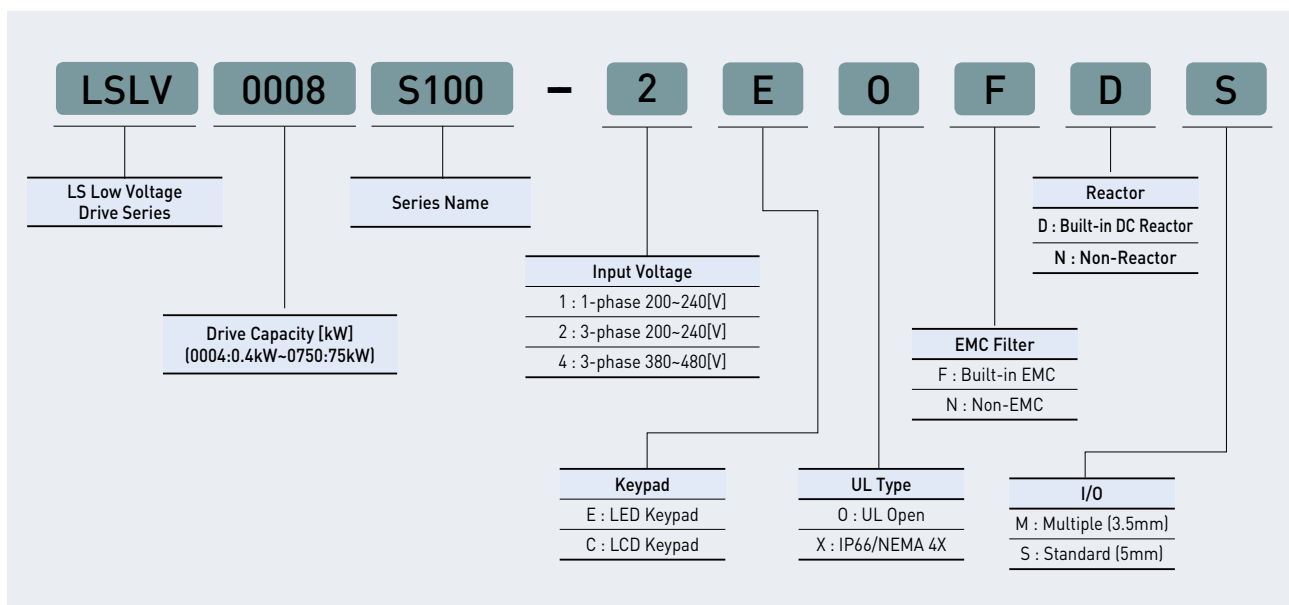 LSLV 0008 S100 - 2 E O F D S
LS Low Voltage
Drive Series
Series Name
Drive Capacity [kW]
(0004:0.4kW~0750:75kW)
Input Voltage
1 : 1-phase 200~240[V]
2 : 3-phase 200~240[V]
4 : 3-phase 380~480[V]
Keypad
E : LED Keypad
C : LCD Keypad
UL Type
O : UL Open
X : IP66/NEMA 4X
EMC Filter
F : Built-in EMC
N : Non-EMC
Reactor
D : Built-in DC Reactor
N : Non-Reactor
I/O
M : Multiple (3.5mm)
S : Standard (5mm)